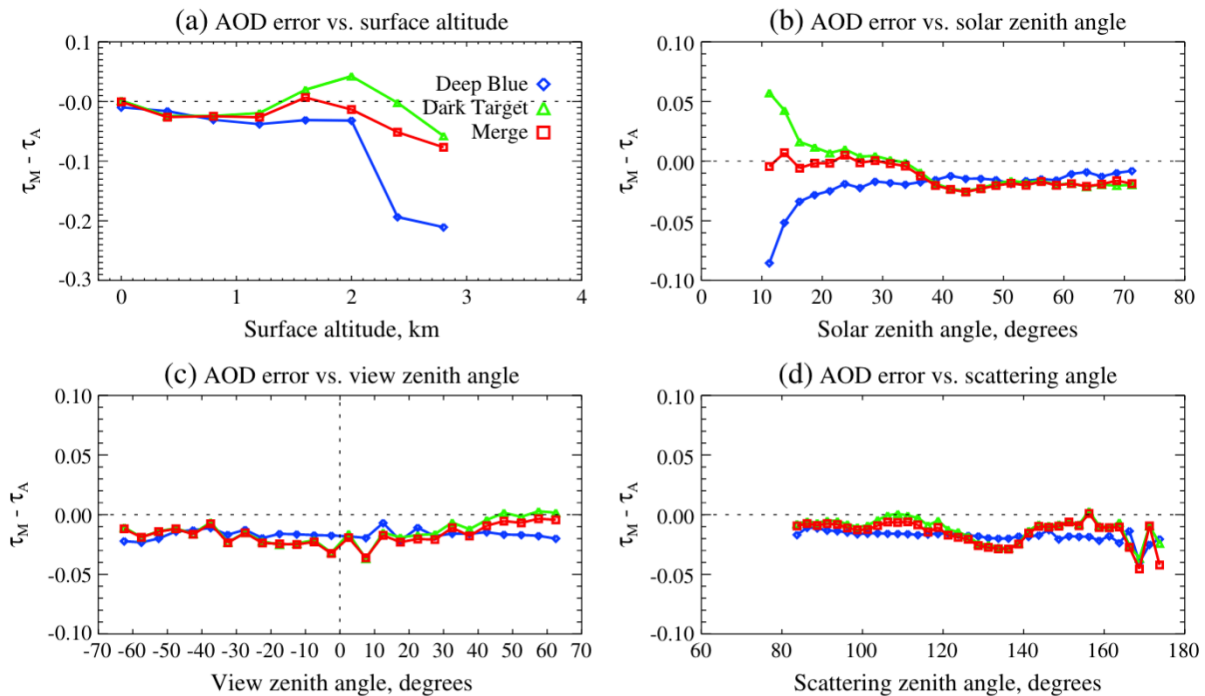 (a) AOD error vs. surface altitude
0.1
-0.0
-0.1
-0.2
-0.3
τM - τA
Deep Blue
Dark Target
Merge
0 1 2 3 4
Surface altitude, km
(b) AOD error vs. solar zenith angle
0.10
0.05
0.00
-0.05
-0.10
τM - τA
0 10 20 30 40 50 60 70 80
Solar zenith angle, degrees
(c) AOD error vs. view zenith angle
0.10
0.05
0.00
-0.05
-0.10
τM - τA
-70 -60 -50 -40 -30 -20 -10 0 10 20 30 40 50 60 70
View zenith angle, degrees
(d) AOD error vs. scattering angle
0.10
0.05
0.00
-0.05
-0.10
τM - τA
60 80 100 120 140 160 180
Scattering zenith angle, degrees